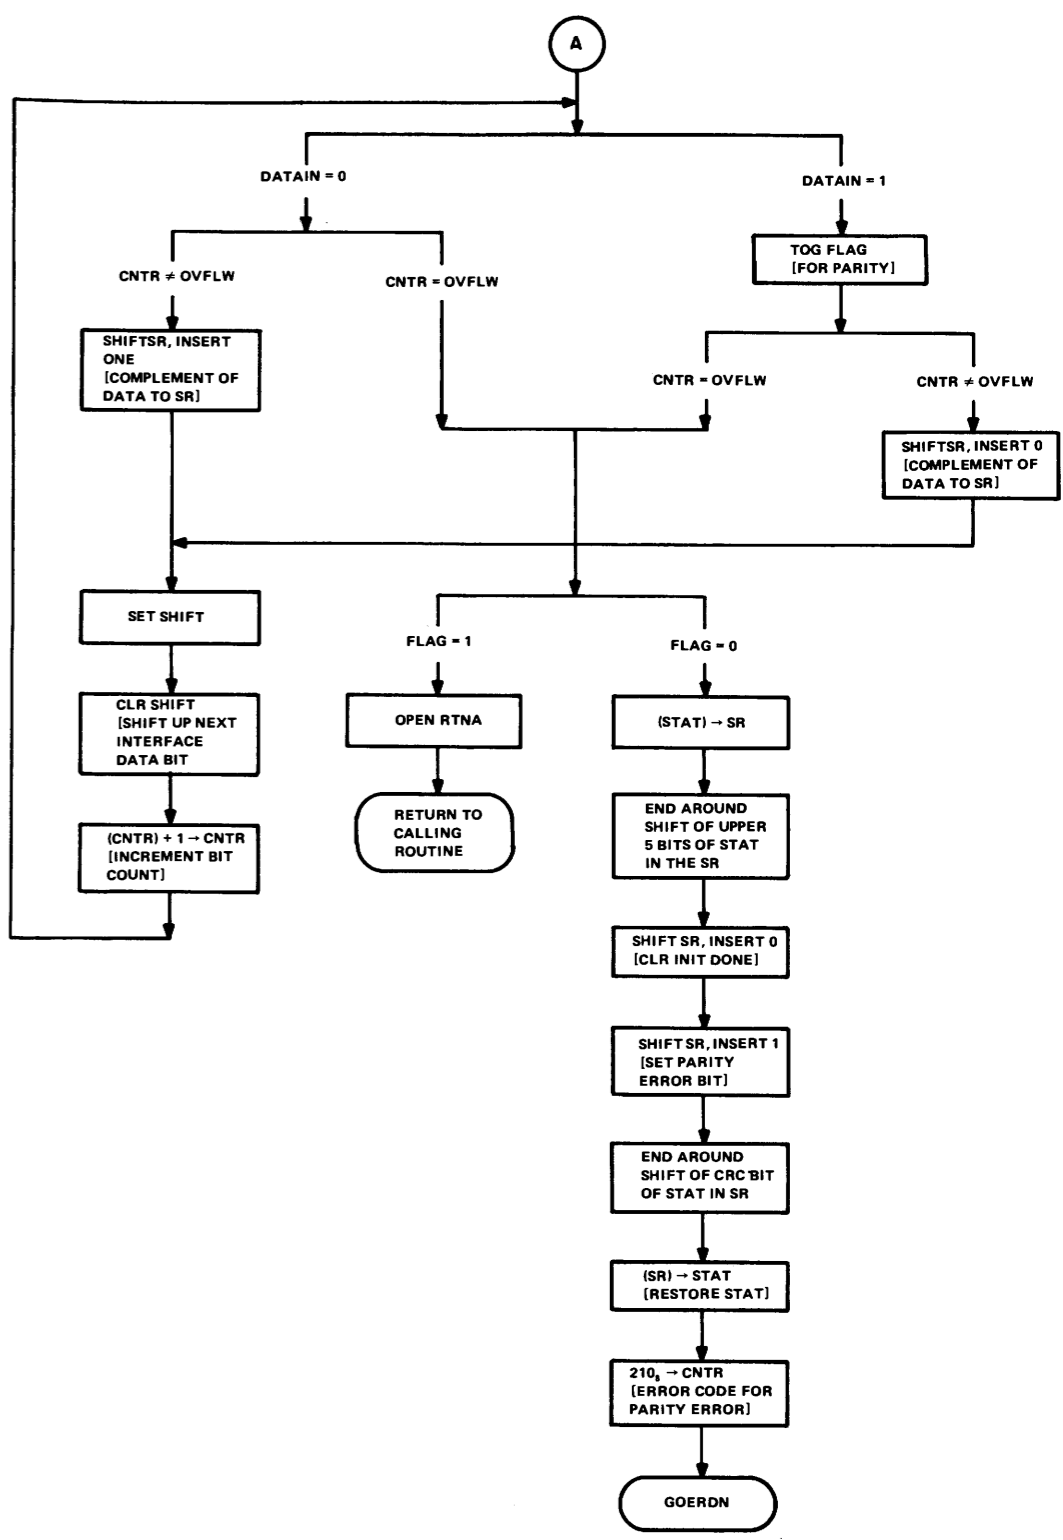 A
DATAIN = 0
DATAIN = 1
TOG FLAG
[FOR PARITY]
CNTR ≠ OVFLW
CNTR = OVFLW
SHIFTSR, INSERT
ONE
[COMPLEMENT OF
DATA TO SR]
CNTR = OVFLW
CNTR ≠ OVFLW
SHIFTSR, INSERT 0
[COMPLEMENT OF
DATA TO SR]
SET SHIFT
FLAG = 1
FLAG = 0
CLR SHIFT
[SHIFT UP NEXT
INTERFACE
DATA BIT
OPEN RTNA
(STAT) → SR
(CNTR) + 1 → CNTR
[INCREMENT BIT
COUNT]
RETURN TO
CALLING
ROUTINE
END AROUND
SHIFT OF UPPER
5 BITS OF STAT
IN THE SR
SHIFT SR, INSERT 0
[CLR INIT DONE]
SHIFT SR, INSERT 1
[SET PARITY
ERROR BIT]
END AROUND
SHIFT OF CRC BIT
OF STAT IN SR
(SR) → STAT
[RESTORE STAT]
210₈ → CNTR
[ERROR CODE FOR
PARITY ERROR]
GOERDN